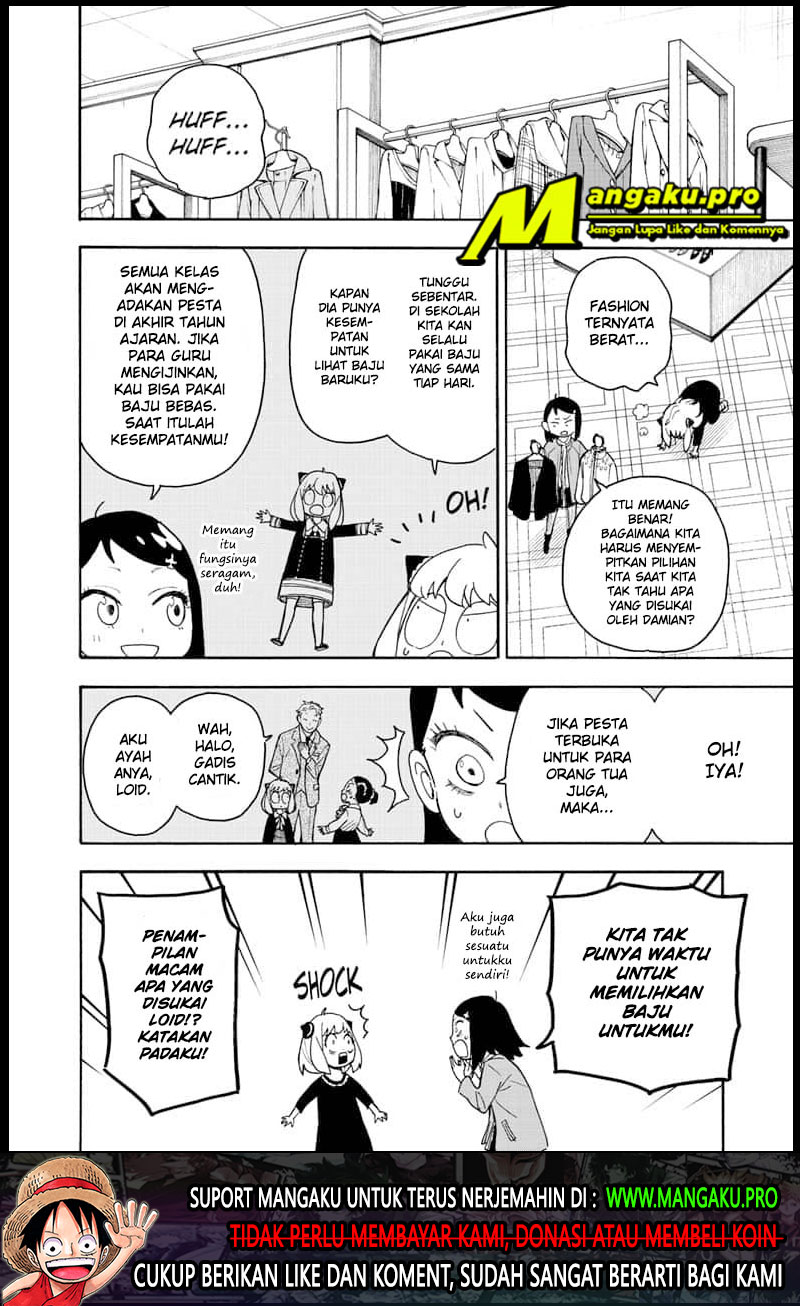 HUFF...
HUFF...
Mangaku.pro
Jangan Lupa Like dan Komennya
FASHION
TERNYATA
BERAT...
ITU MEMANG
BENAR!
BAGAIMANA KITA
HARUS MENYEM-
PITKAN PILIHAN
KITA SAAT KITA
TAK TAHU APA
YANG DISUKAI
OLEH DAMIAN?
TUNGGU
SEBENTAR.
DI SEKOLAH
KITA KAN
SELALU
PAKAI BAJU
YANG SAMA
TIAP HARI.
KAPAN
DIA PUNYA
KESEM-
PATAN
UNTUK
LIHAT BAJU
BARUKU?
OH!
Memang
itu
fungsinya
seragam,
duh!
SEMUA KELAS
AKAN MENG-
ADAKAN PESTA
DI AKHIR TAHUN
AJARAN. JIKA
PARA GURU
MENGIJINKAN,
KAU BISA PAKAI
BAJU BEBAS.
SAAT ITULAH
KESEMPATANMU!
OH!
IYA!
JIKA PESTA
TERBUKA
UNTUK PARA
ORANG TUA
JUGA,
MAKA...
WAH,
HALO,
GADIS
CANTIK.
AKU
AYAH
ANYA,
LOID.
KITA TAK
PUNYA WAKTU
UNTUK
MEMILIHKAN
BAJU
UNTUKMU!
Aku juga
butuh
sesuatu
untukku
sendiri!
SHOCK
PENAM-
PILAN
MACAM
APA YANG
DISUKAI
LOID!?
KATAKAN
PADAKU!
SUPORT MANGAKU UNTUK TERUS NERJEMAHIN DI : WWW.MANGAKU.PRO
TIDAK PERLU MEMBAYAR KAMI, DONASI ATAU MEMBELI KOIN
CUKUP BERIKAN LIKE DAN KOMENT, SUDAH SANGAT BERARTI BAGI KAMI